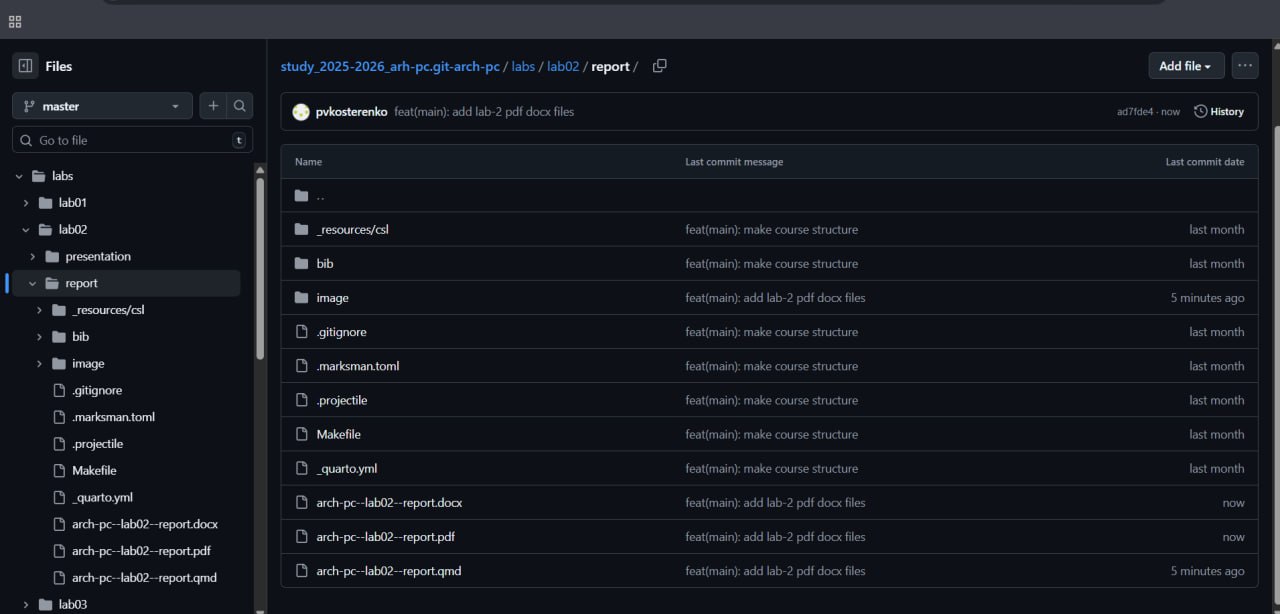 Files
master
Go to file
t
labs
lab01
lab02
presentation
report
_resources/csl
bib
image
.gitignore
.marksman.toml
.projectile
Makefile
_quarto.yml
arch-pc--lab02--report.docx
arch-pc--lab02--report.pdf
arch-pc--lab02--report.qmd
lab03
study_2025-2026_arh-pc.git-arch-pc / labs / lab02 / report /
Add file
pvkosterenko feat(main): add lab-2 pdf docx files ad7fde4 · now History
Name Last commit message Last commit date
..
_resources/csl feat(main): make course structure last month
bib feat(main): make course structure last month
image feat(main): add lab-2 pdf docx files 5 minutes ago
.gitignore feat(main): make course structure last month
.marksman.toml feat(main): make course structure last month
.projectile feat(main): make course structure last month
Makefile feat(main): make course structure last month
_quarto.yml feat(main): make course structure last month
arch-pc--lab02--report.docx feat(main): add lab-2 pdf docx files now
arch-pc--lab02--report.pdf feat(main): add lab-2 pdf docx files now
arch-pc--lab02--report.qmd feat(main): add lab-2 pdf docx files 5 minutes ago